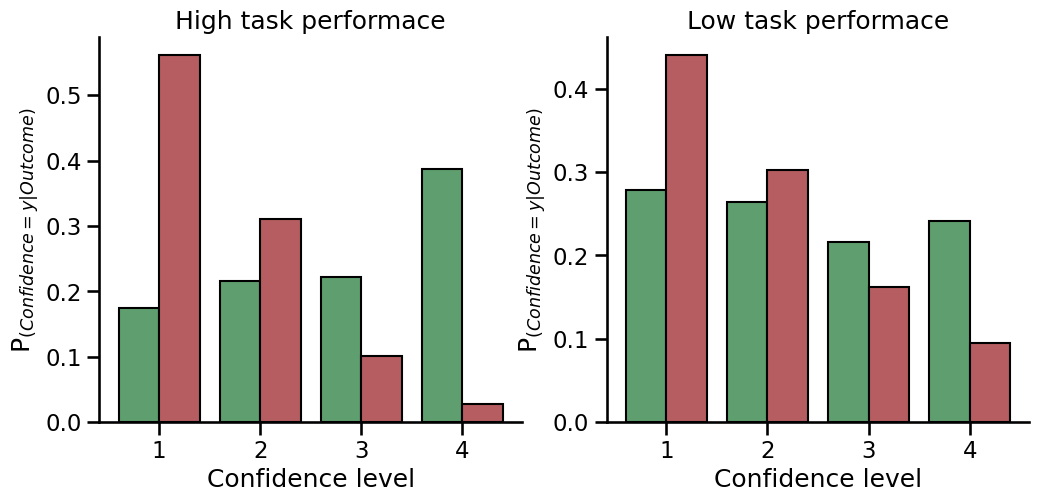 High task performace
P(Confidence = y|Outcome)
0.5
0.4
0.3
0.2
0.1
0.0
1 2 3 4
Confidence level
Low task performace
P(Confidence = y|Outcome)
0.4
0.3
0.2
0.1
0.0
1 2 3 4
Confidence level